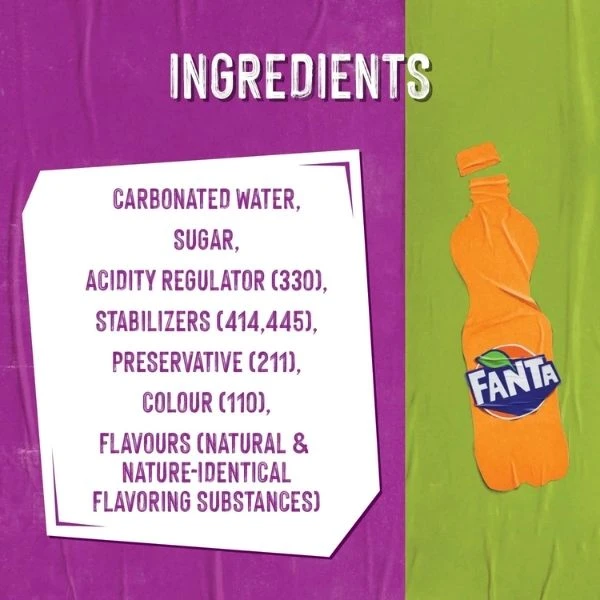 INGREDIENTS
CARBONATED WATER,
SUGAR,
ACIDITY REGULATOR (330),
STABILIZERS (414,445),
PRESERVATIVE (211),
COLOUR (110),
FLAVOURS (NATURAL &
NATURE-IDENTICAL
FLAVORING SUBSTANCES)
FANTA